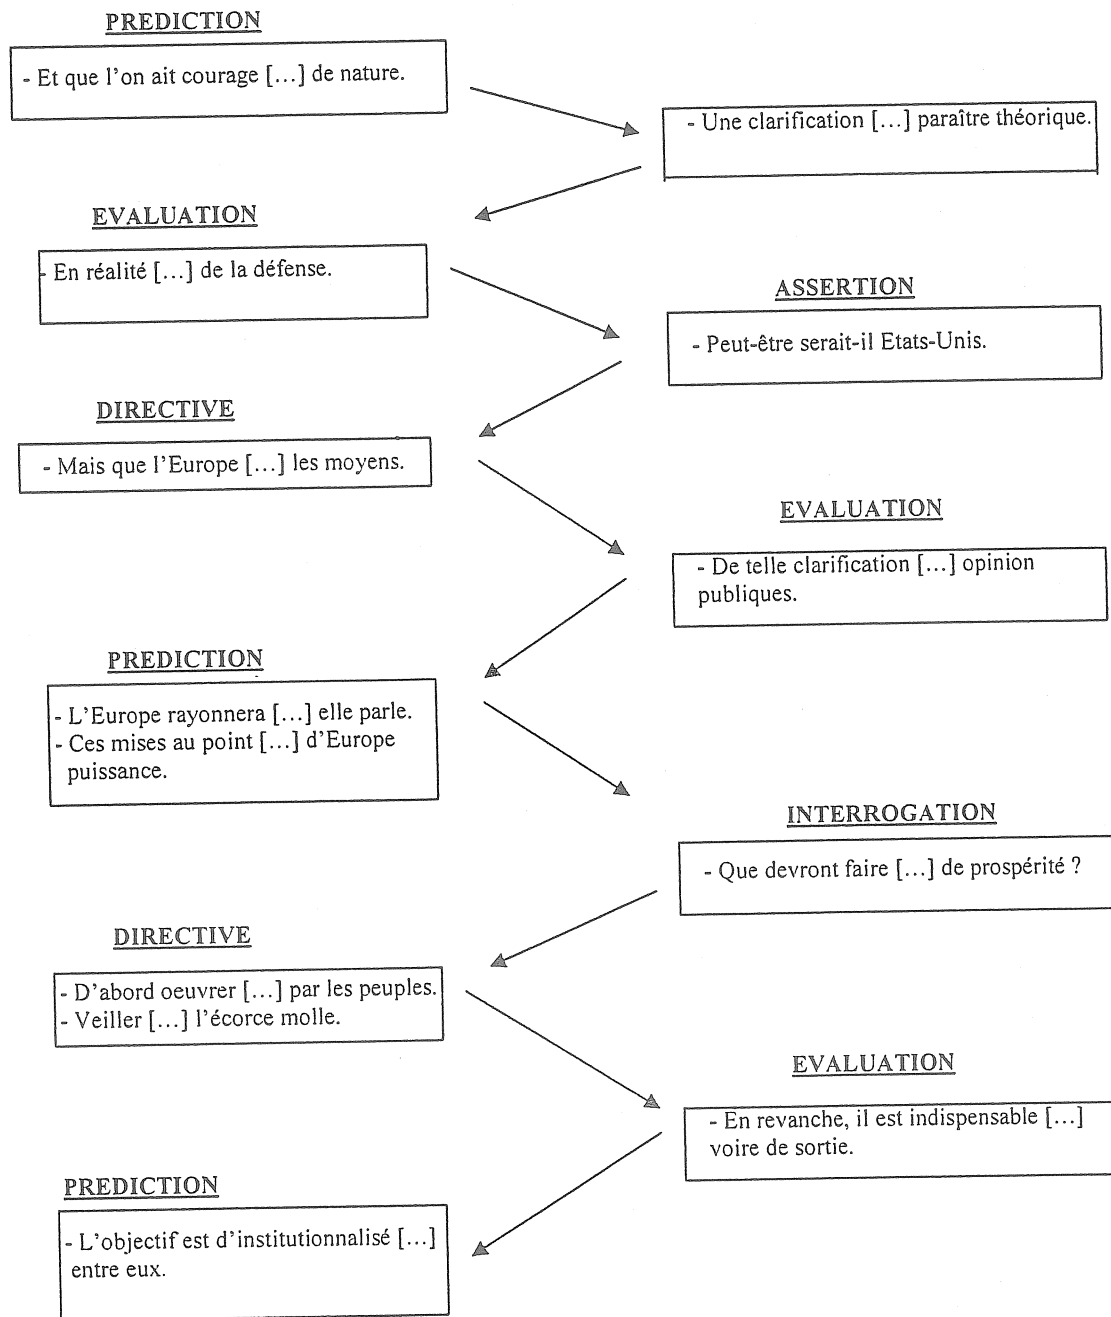 PREDICTION
- Et que l'on ait courage […] de nature.
- Une clarification […] paraître théorique.
EVALUATION
- En réalité […] de la défense.
ASSERTION
- Peut-être serait-il Etats-Unis.
DIRECTIVE
- Mais que l'Europe […] les moyens.
EVALUATION
- De telle clarification […] opinion
publiques.
PREDICTION
- L'Europe rayonnera […] elle parle.
- Ces mises au point […] d'Europe
puissance.
INTERROGATION
- Que devront faire […] de prospérité ?
DIRECTIVE
- D'abord oeuvrer […] par les peuples.
- Veiller […] l'écorce molle.
EVALUATION
- En revanche, il est indispensable […]
voire de sortie.
PREDICTION
- L'objectif est d'institutionnalisé […]
entre eux.